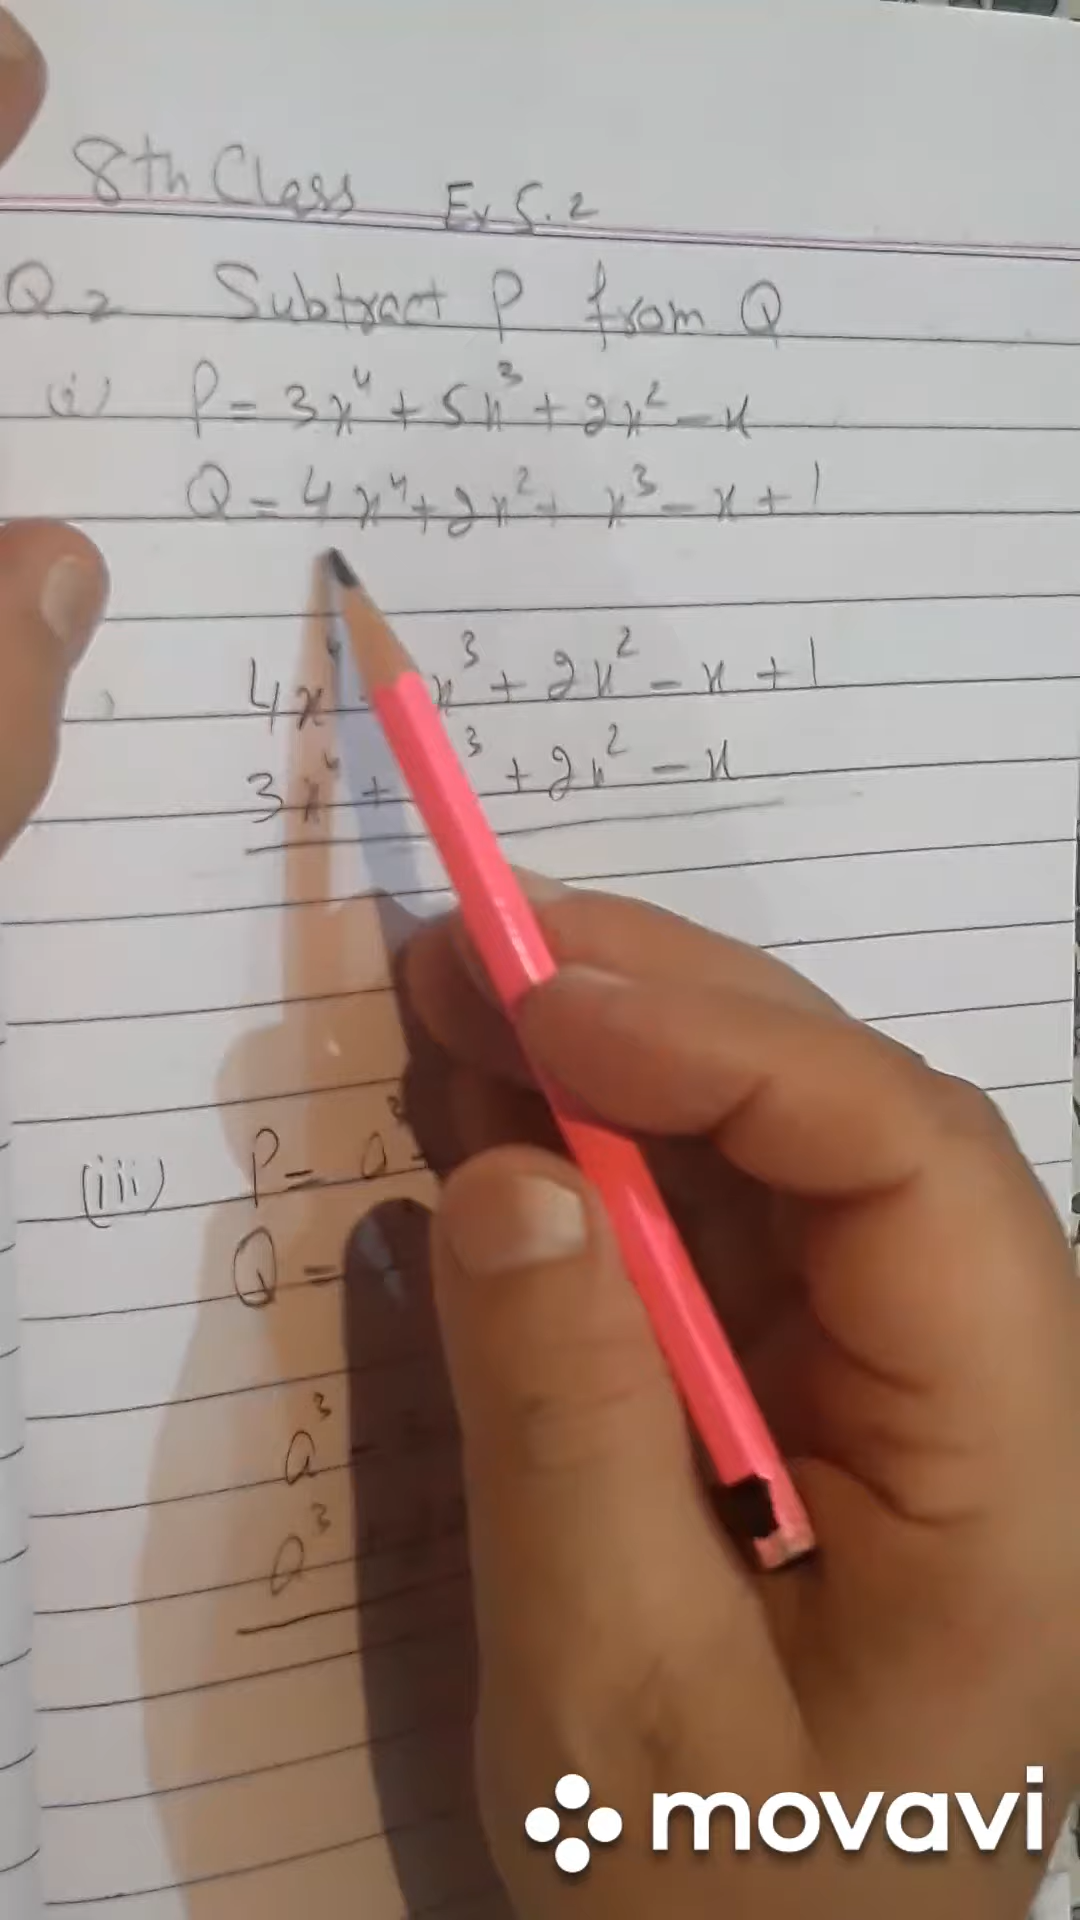 8th Class Ex 5.2
Q2 Subtract P from Q
(i) P = 3x⁴ + 5x³ + 2x² - x
Q = 4x⁴ + 2x² + x³ - x + 1
4x⁴ x³ + 2x² - x + 1
3x⁴ + ³ + 2x² - x
(iii) P = a³
Q =
a³ -
a³
movavi